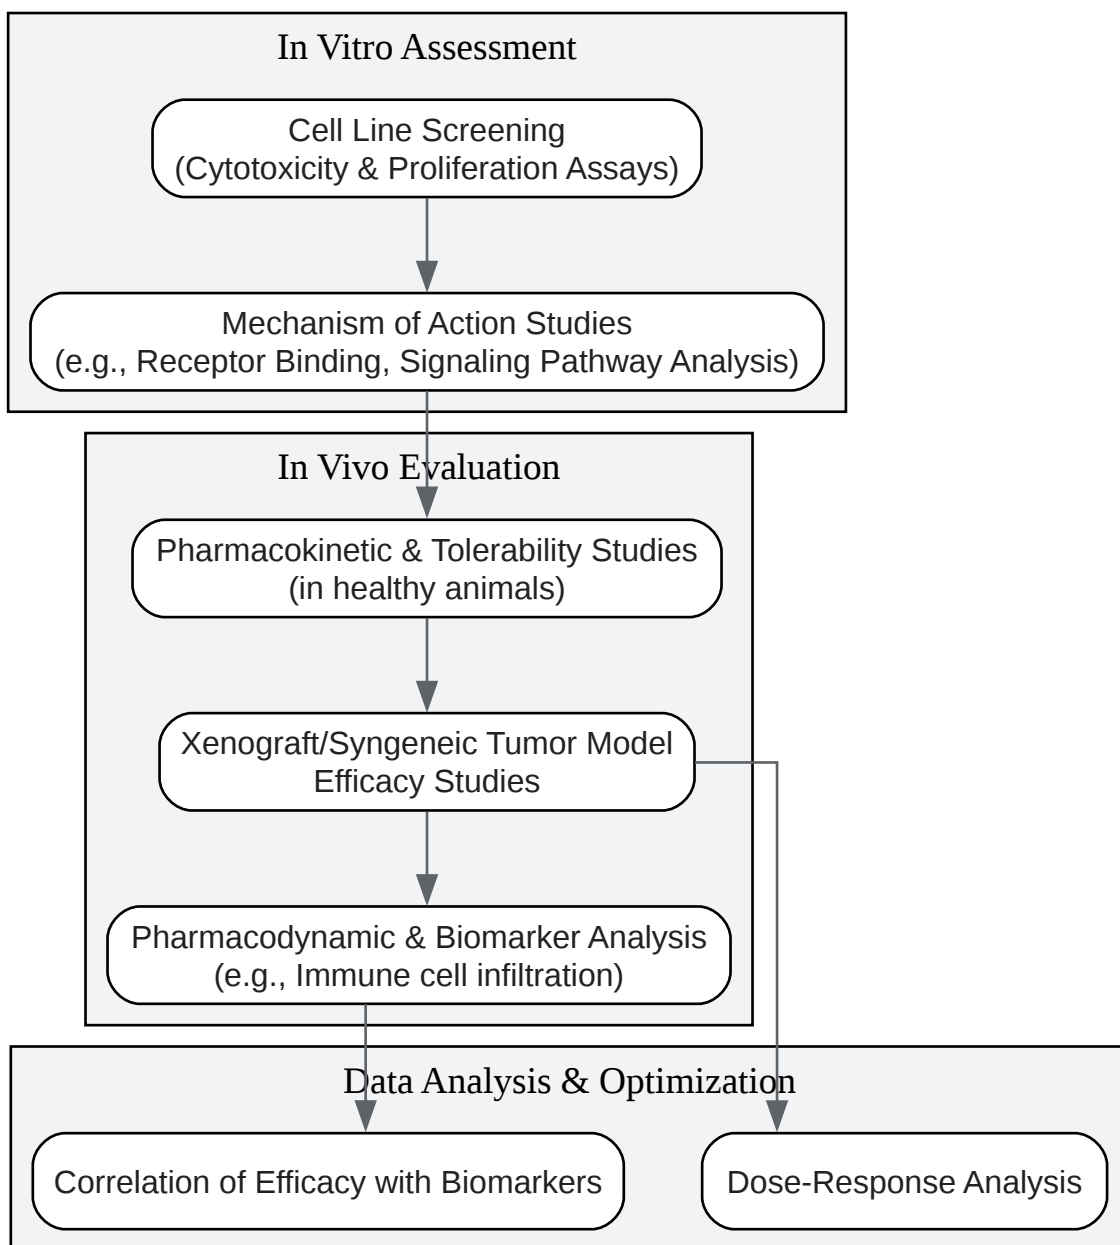 In Vitro Assessment
Cell Line Screening
(Cytotoxicity & Proliferation Assays)
Mechanism of Action Studies
(e.g., Receptor Binding, Signaling Pathway Analysis)
In Vivo Evaluation
Pharmacokinetic & Tolerability Studies
(in healthy animals)
Xenograft/Syngeneic Tumor Model
Efficacy Studies
Pharmacodynamic & Biomarker Analysis
(e.g., Immune cell infiltration)
Data Analysis & Optimization
Correlation of Efficacy with Biomarkers
Dose-Response Analysis